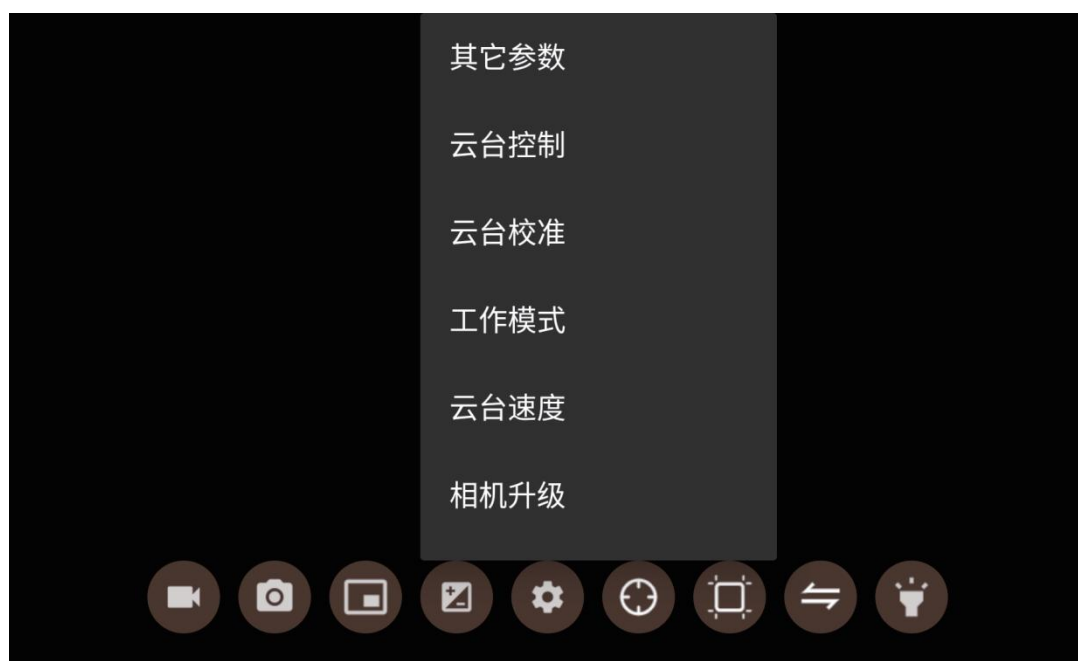 其它参数
云台控制
云台校准
工作模式
云台速度
相机升级